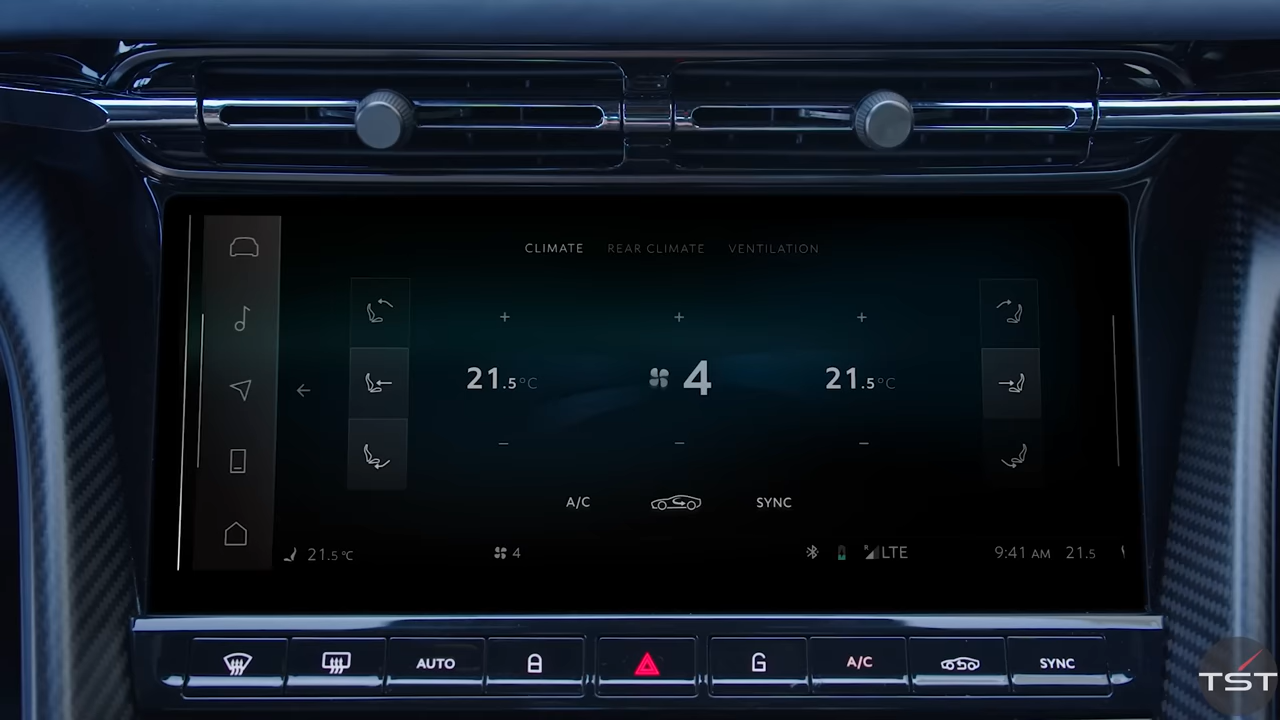 CLIMATE REAR CLIMATE VENTILATION
+ + +
21.5°C 4 21.5°C
− − −
A/C SYNC
21.5°C 4 R LTE 9:41 AM 21.5
AUTO A/C SYNC
TST